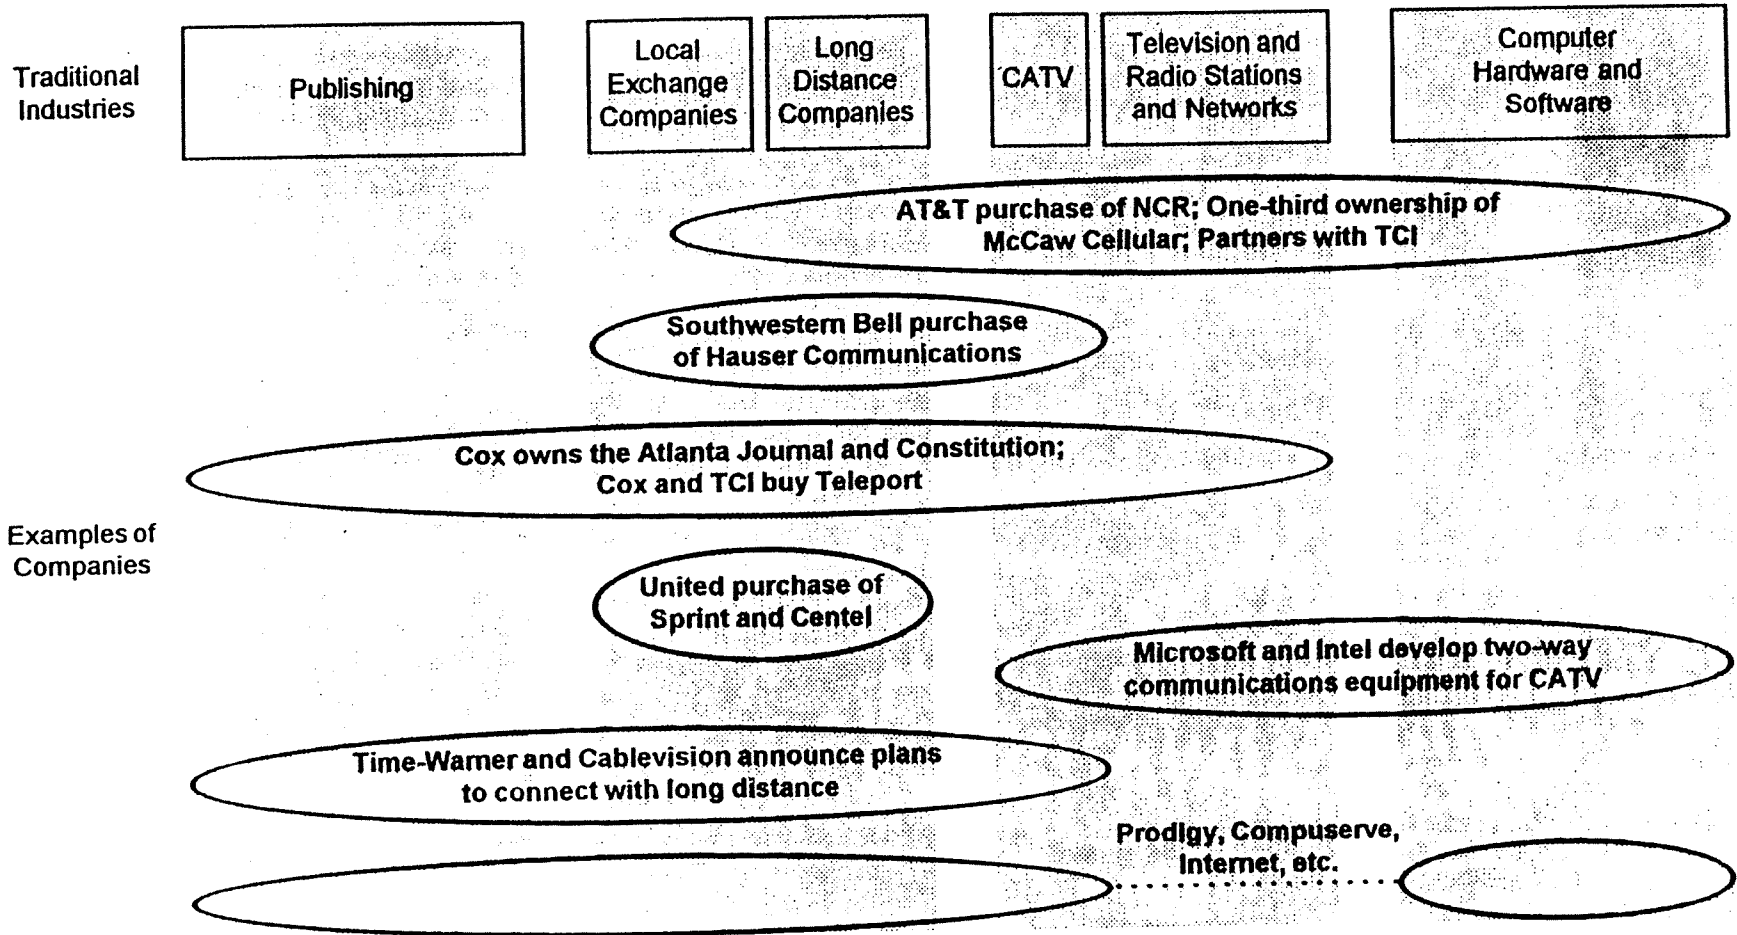 Traditional
Industries
Publishing
Local
Exchange
Companies
Long
Distance
Companies
CATV
Television and
Radio Stations
and Networks
Computer
Hardware and
Software
AT&T purchase of NCR; One-third ownership of
McCaw Cellular; Partners with TCI
Southwestern Bell purchase
of Hauser Communications
Cox owns the Atlanta Journal and Constitution;
Cox and TCI buy Teleport
Examples of
Companies
United purchase of
Sprint and Centel
Microsoft and Intel develop two-way
communications equipment for CATV
Time-Warner and Cablevision announce plans
to connect with long distance
Prodigy, Compuserve,
Internet, etc.